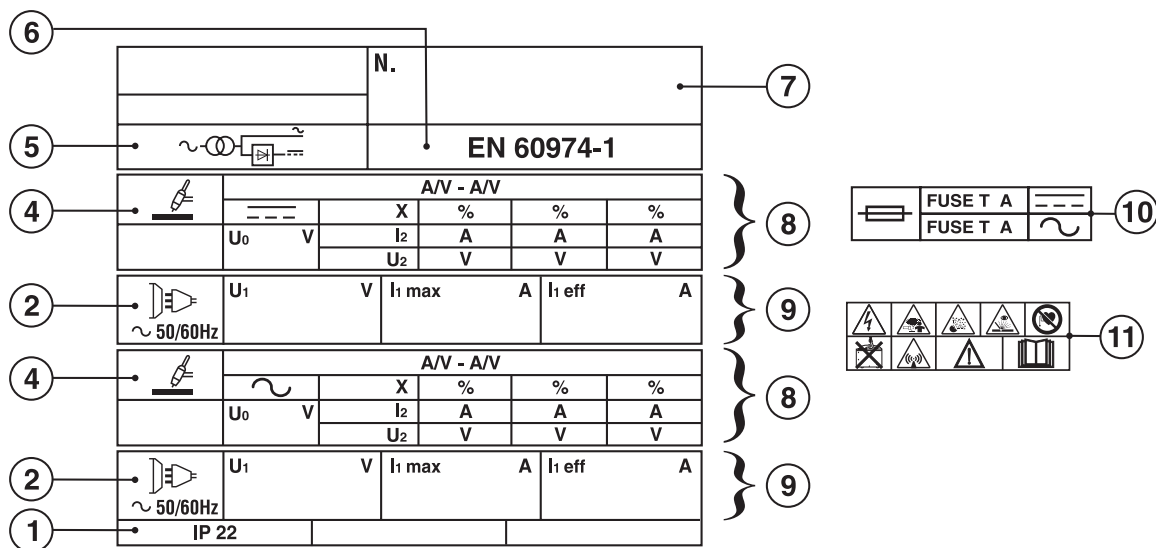 6
N.
7
5
EN 60974-1
4
A/V - A/V
X % % %
U0 V I2 A A A
U2 V V V
8
FUSE T A
FUSE T A
10
2
U1 V I1 max A I1 eff A
~ 50/60Hz
9
11
4
A/V - A/V
X % % %
U0 V I2 A A A
U2 V V V
8
2
U1 V I1 max A I1 eff A
~ 50/60Hz
9
1
IP 22